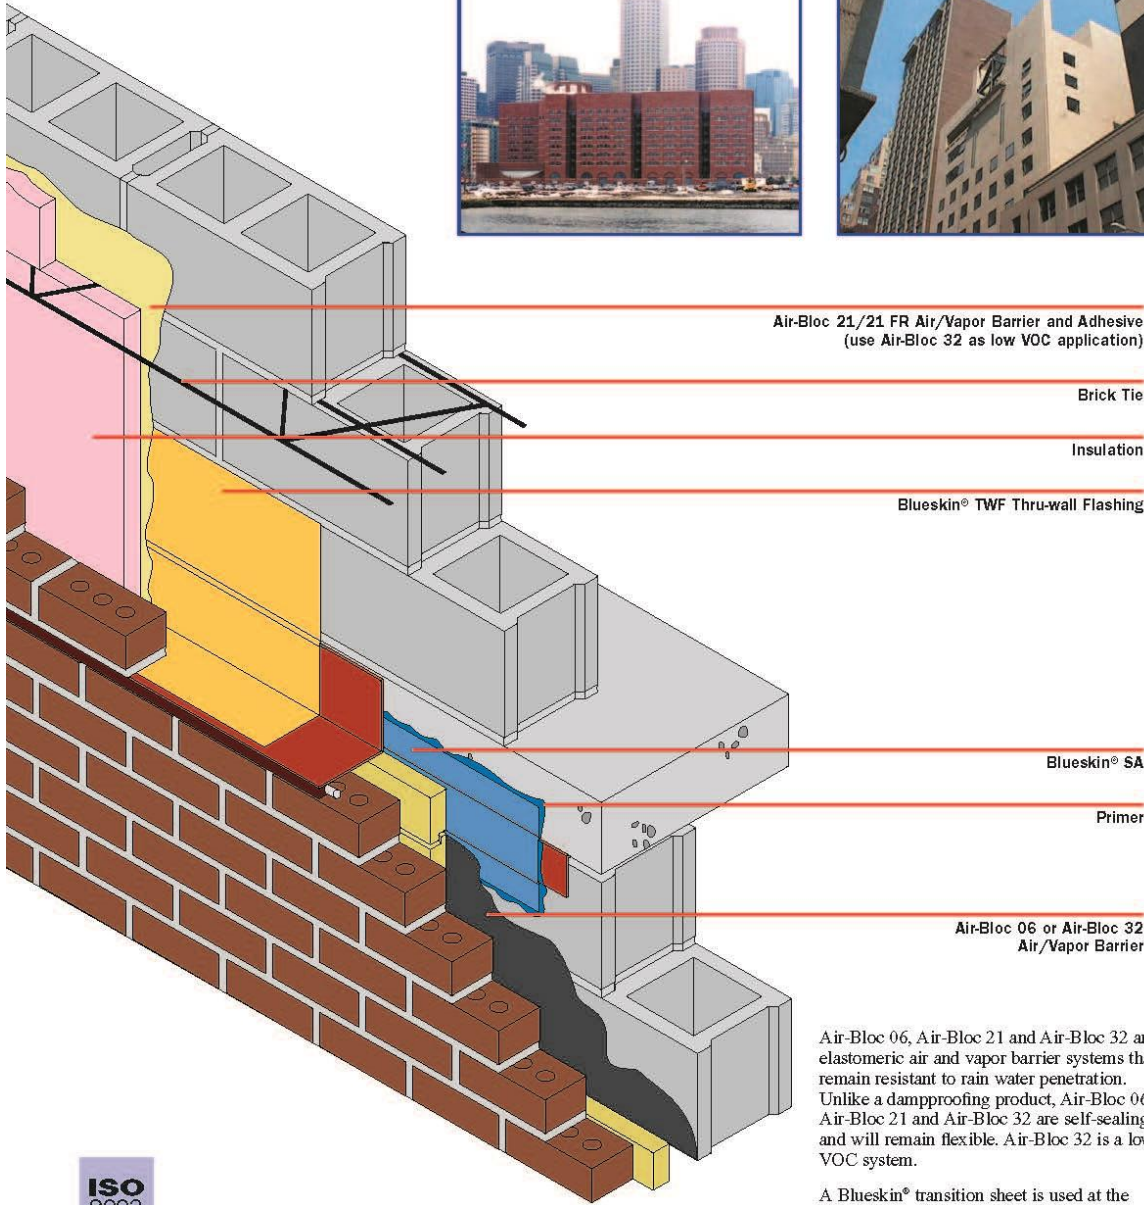 Air-Bloc 21/21 FR Air/Vapor Barrier and Adhesive
(use Air-Bloc 32 as low VOC application)
Brick Tie
Insulation
Blueskin® TWF Thru-wall Flashing
Blueskin® SA
Primer
Air-Bloc 06 or Air-Bloc 32
Air/Vapor Barrier
Air-Bloc 06, Air-Bloc 21 and Air-Bloc 32
elastomeric air and vapor barrier systems
remain resistant to rain water penetration.
Unlike a dampproofing product, Air-Bloc 06
Air-Bloc 21 and Air-Bloc 32 are self-sealing
and will remain flexible. Air-Bloc 32 is a
VOC system.
A Blueskin® transition sheet is used at the
ISO